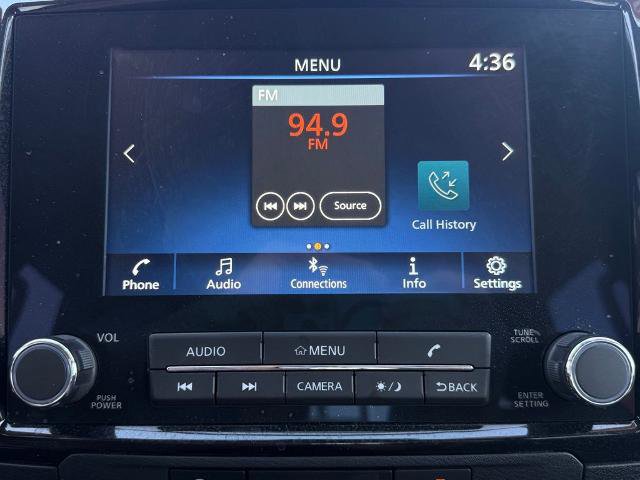 MENU 4:36
FM
94.9
FM
Source
Call History
Phone Audio Connections Info Settings
VOL
TUNE
SCROLL
AUDIO MENU
CAMERA BACK
PUSH
POWER
ENTER
SETTING